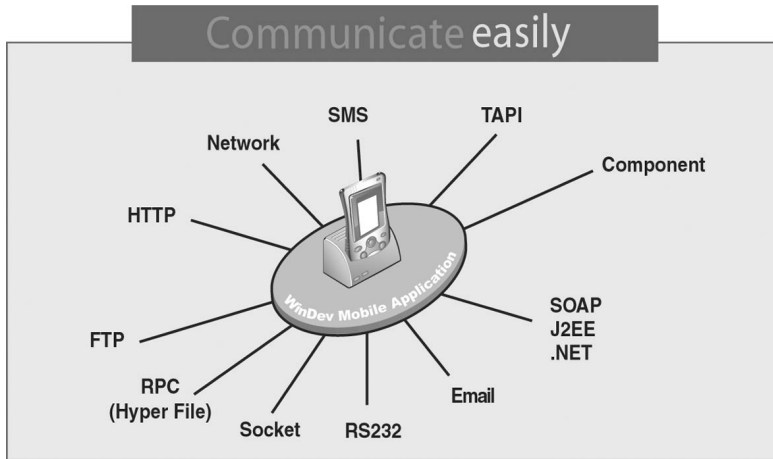 Communicate easily
SMS
TAPI
Network
Component
HTTP
WinDev Mobile Application
SOAP
J2EE
.NET
FTP
RPC
(Hyper File)
Email
Socket
RS232